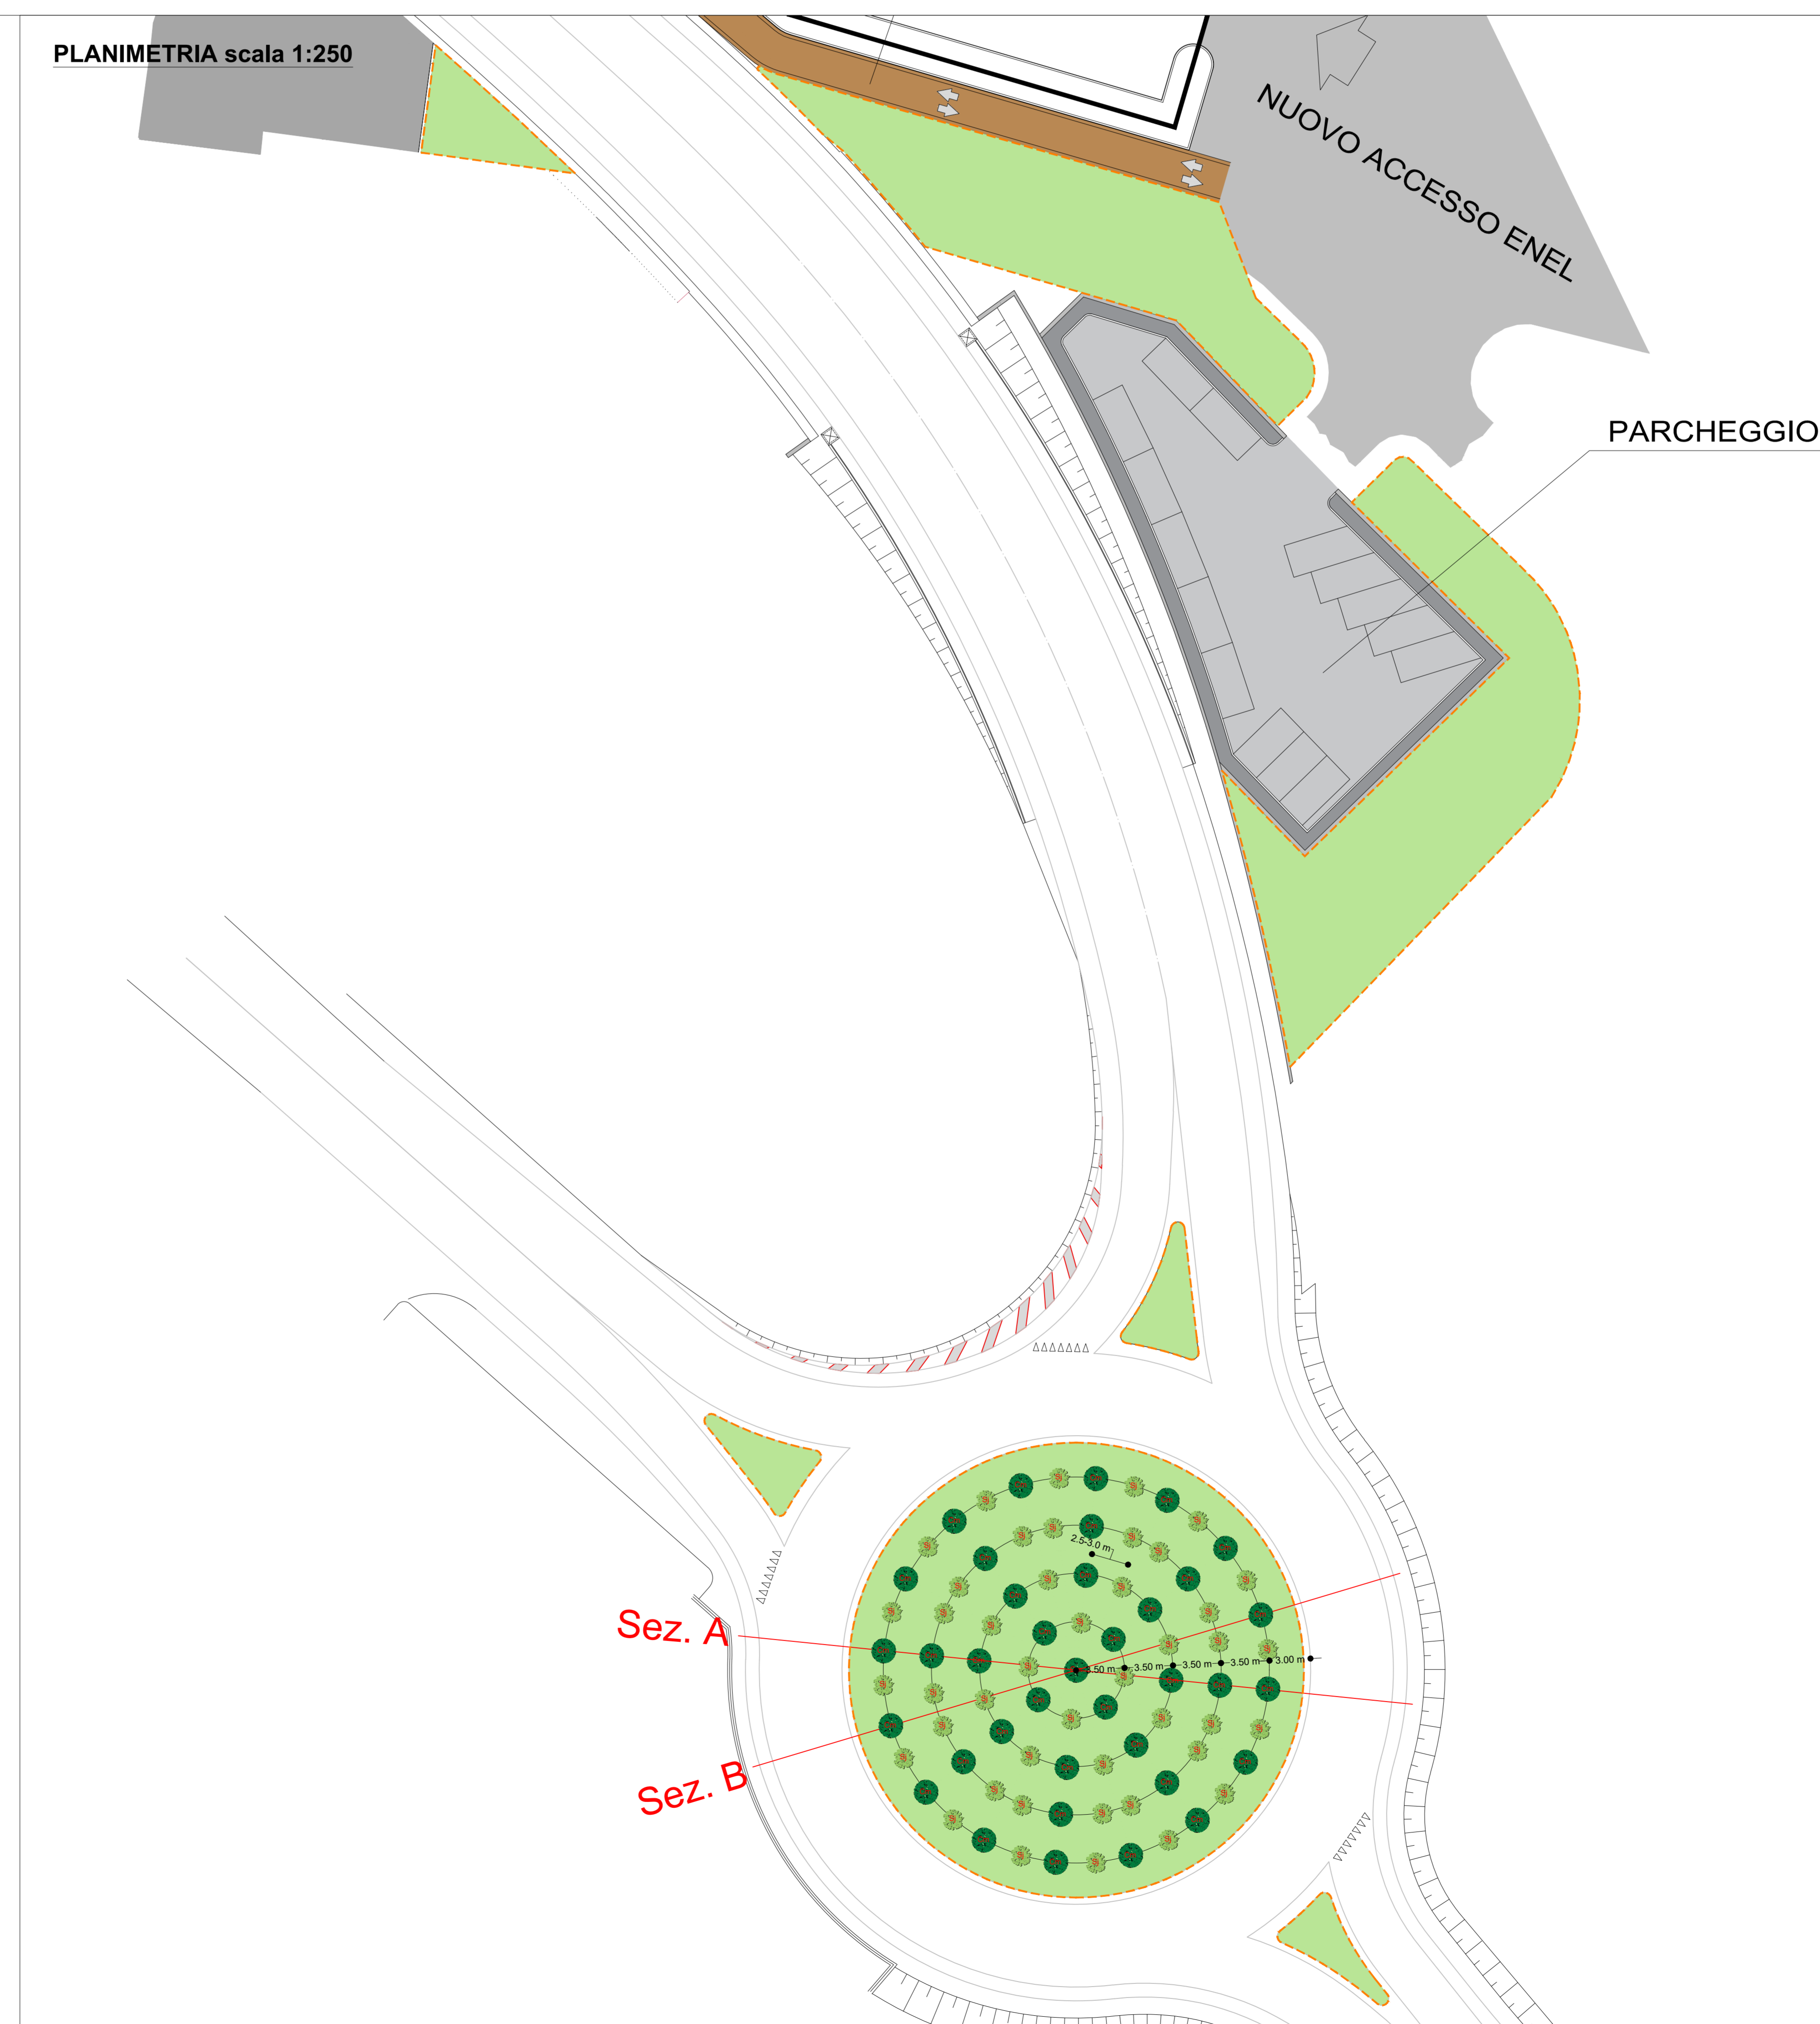 PLANIMETRIA scala 1:250
NUOVO ACCESSO ENEL
PARCHEGGIO
2.5-3.0 m
Sez. A
3.50 m
3.50 m
3.50 m
3.50 m
3.00 m
Sez. B